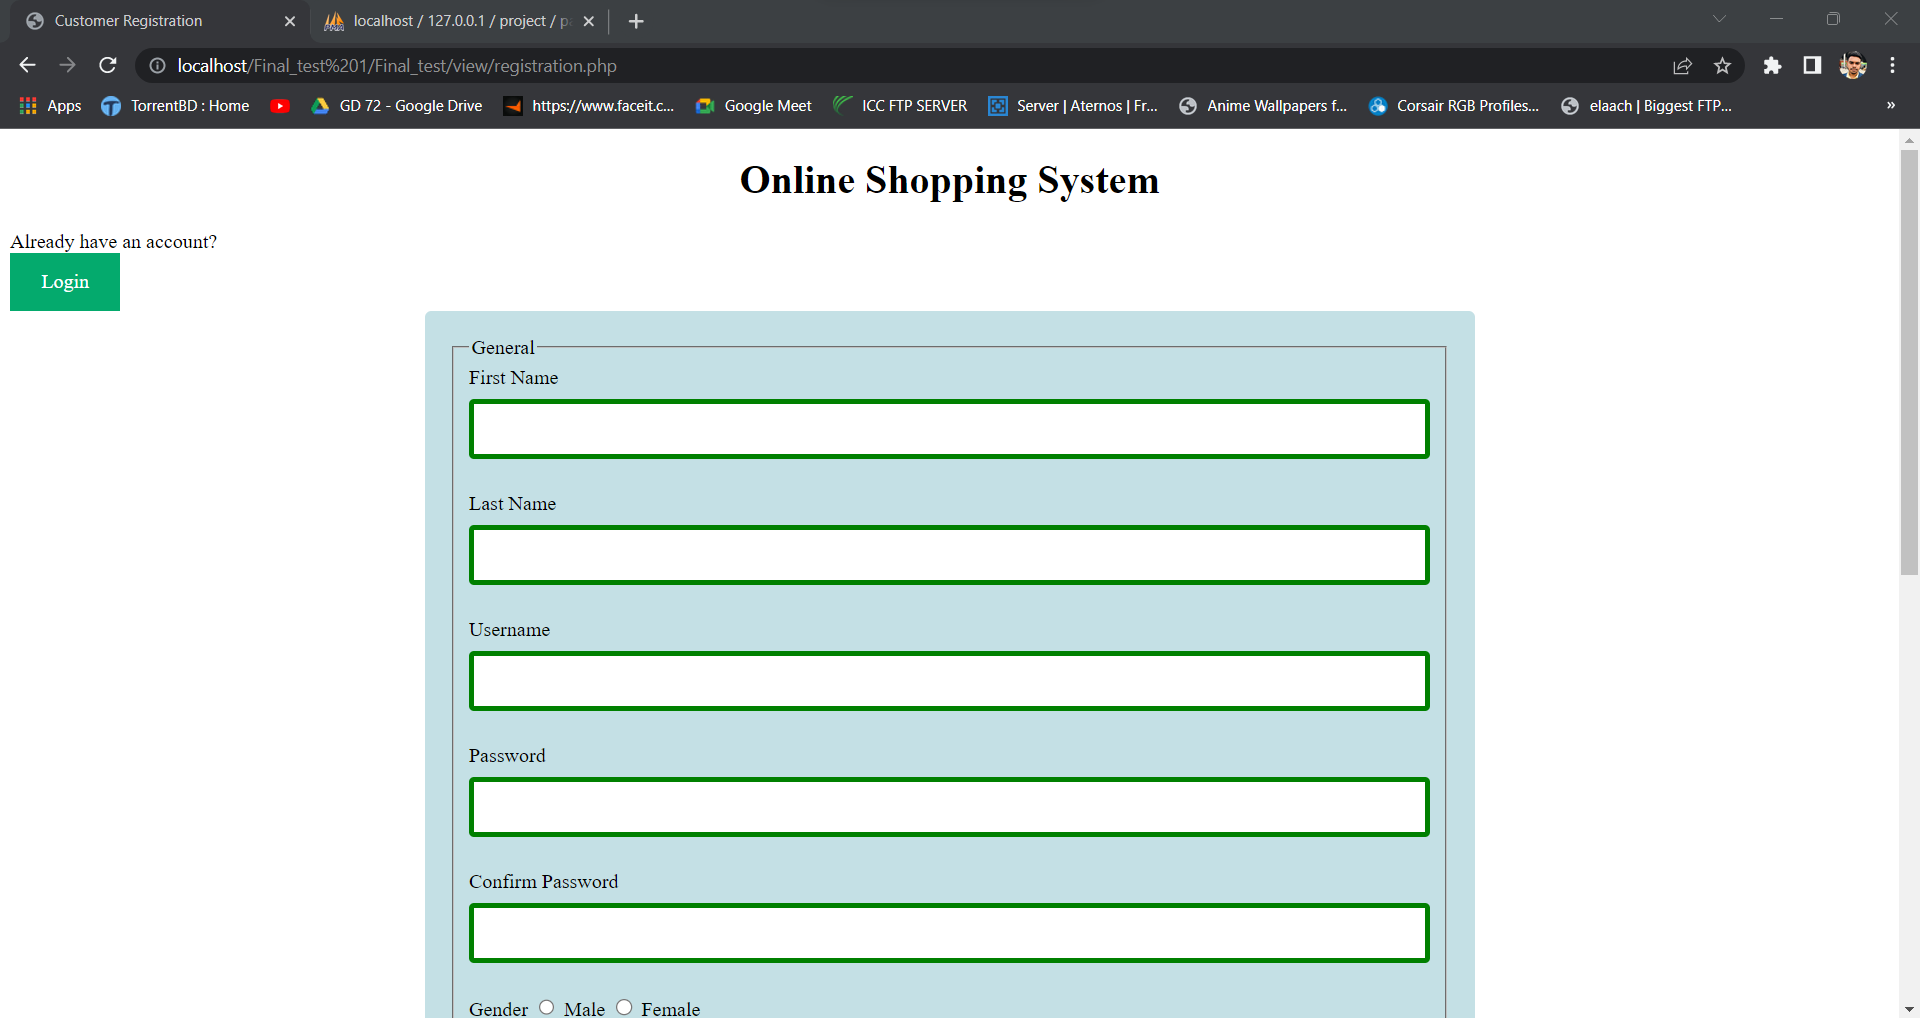 Customer Registration
localhost / 127.0.0.1 / project / p
localhost/Final_test%201/Final_test/view/registration.php
Apps TorrentBD : Home GD 72 - Google Drive https://www.faceit.c... Google Meet ICC FTP SERVER Server | Aternos | Fr... Anime Wallpapers f... Corsair RGB Profiles... elaach | Biggest FTP... »
Online Shopping System
Already have an account?
Login
General
First Name
Last Name
Username
Password
Confirm Password
Gender Male Female